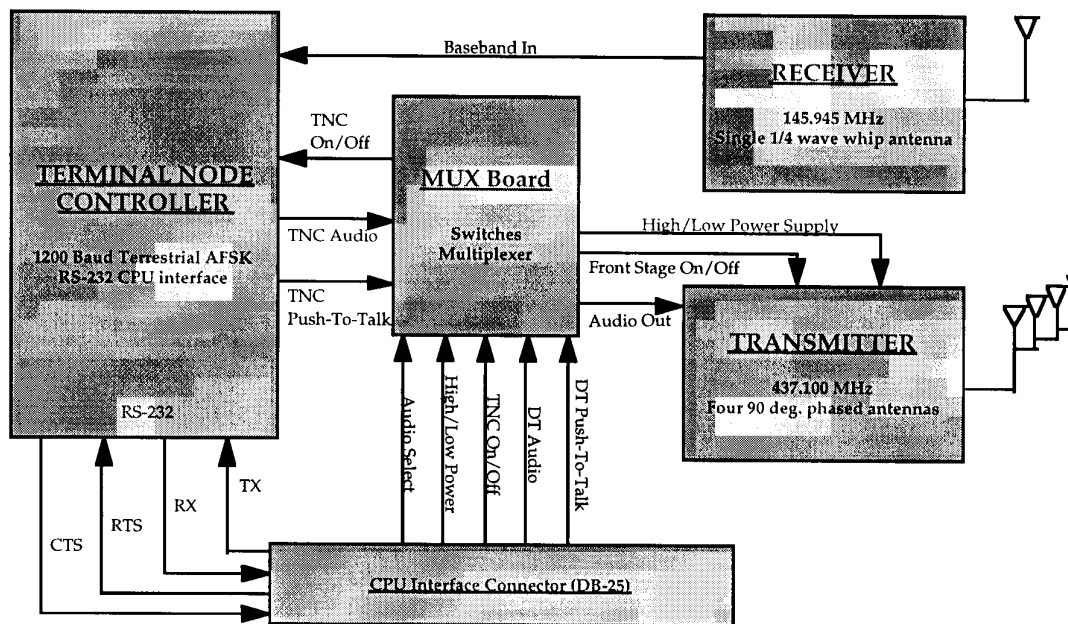 Baseband In
RECEIVER
145.945 MHz
Single 1/4 wave whip antenna
TERMINAL NODE
CONTROLLER
1200 Baud Terrestrial AFSK
RS-232 CPU interface
RS-232
TNC
On/Off
TNC Audio
TNC
Push-To-Talk
MUX Board
Switches
Multiplexer
High/Low Power Supply
Front Stage On/Off
Audio Out
TRANSMITTER
437.100 MHz
Four 90 deg. phased antennas
Audio Select
High/Low Power
TNC On/Off
DT Audio
DT Push-To-Talk
CTS
RTS
RX
TX
CPU Interface Connector (DB-25)